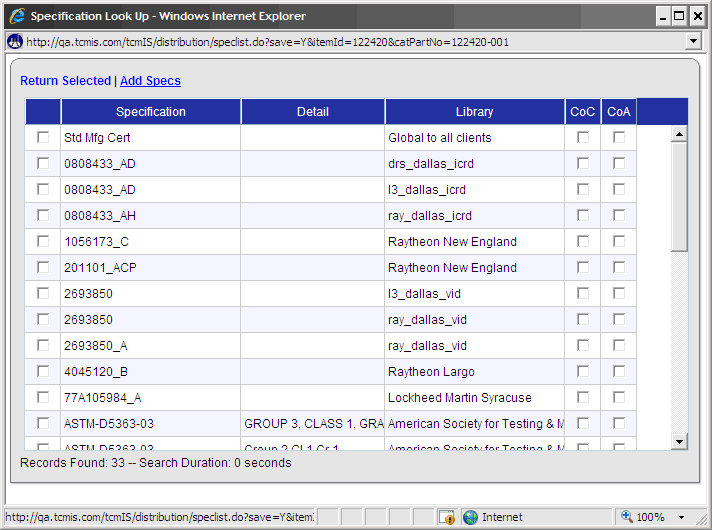 Specification Look Up - Windows Internet Explorer
http://qa.tcmis.com/tcmIS/distribution/speclist.do?save=Y&itemId=122420&catPartNo=122420-001
Return Selected | Add Specs
Specification Detail Library CoC CoA
Std Mfg Cert Global to all clients
0808433_AD drs_dallas_icrd
0808433_AD l3_dallas_icrd
0808433_AH ray_dallas_icrd
1056173_C Raytheon New England
201101_ACP Raytheon New England
2693850 l3_dallas_vid
2693850 ray_dallas_vid
2693850_A ray_dallas_vid
4045120_B Raytheon Largo
77A105984_A Lockheed Martin Syracuse
ASTM-D5363-03 GROUP 3, CLASS 1, GRA American Society for Testing & M
ASTM-D5363-03 Group 2 Cl 1 Gr 1 American Society for Testing & M
Records Found: 33 -- Search Duration: 0 seconds
http://qa.tcmis.com/tcmIS/distribution/speclist.do?save=Y&itemI Internet 100%